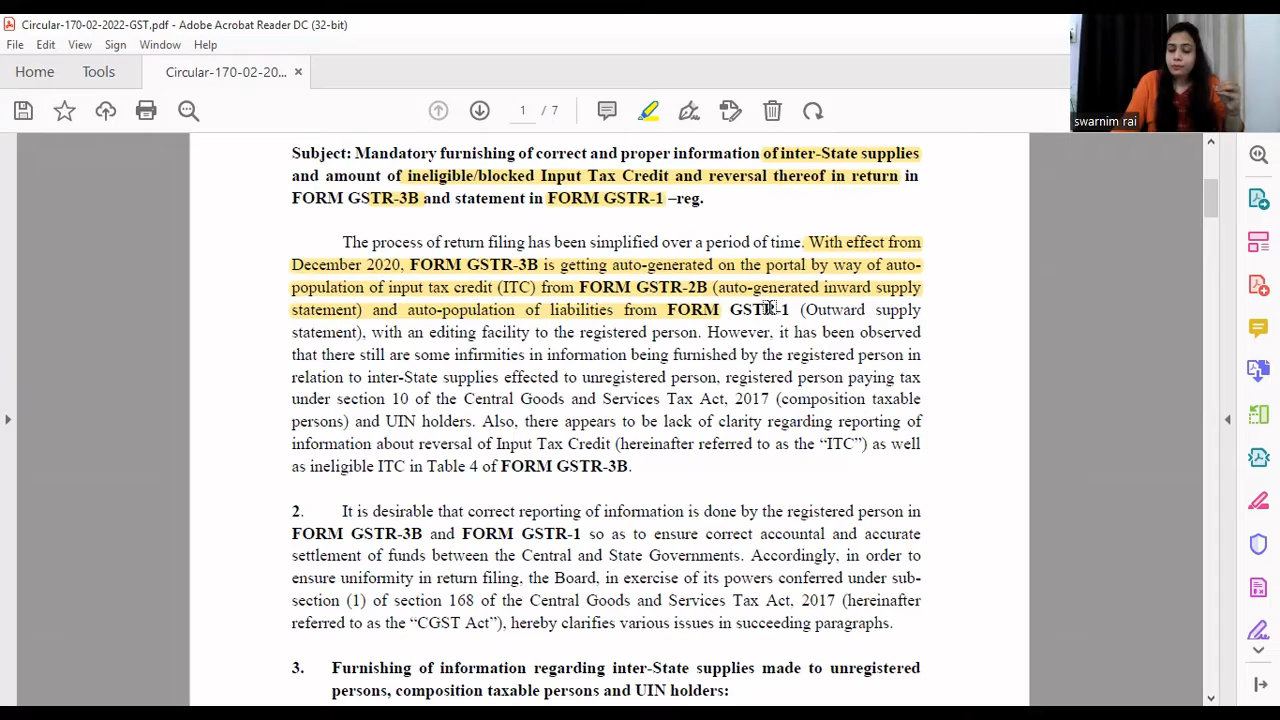 Circular-170-02-2022-GST.pdf - Adobe Acrobat Reader DC (32-bit)
File Edit View Sign Window Help
Home Tools Circular-170-02-20... ×
1 / 7
swarnim rai
Subject: Mandatory furnishing of correct and proper information of inter-State supplies
and amount of ineligible/blocked Input Tax Credit and reversal thereof in return in
FORM GSTR-3B and statement in FORM GSTR-1 –reg.
The process of return filing has been simplified over a period of time. With effect from
December 2020, FORM GSTR-3B is getting auto-generated on the portal by way of auto-
population of input tax credit (ITC) from FORM GSTR-2B (auto-generated inward supply
statement) and auto-population of liabilities from FORM GSTR-1 (Outward supply
statement), with an editing facility to the registered person. However, it has been observed
that there still are some infirmities in information being furnished by the registered person in
relation to inter-State supplies effected to unregistered person, registered person paying tax
under section 10 of the Central Goods and Services Tax Act, 2017 (composition taxable
persons) and UIN holders. Also, there appears to be lack of clarity regarding reporting of
information about reversal of Input Tax Credit (hereinafter referred to as the “ITC”) as well
as ineligible ITC in Table 4 of FORM GSTR-3B.
2. It is desirable that correct reporting of information is done by the registered person in
FORM GSTR-3B and FORM GSTR-1 so as to ensure correct accountal and accurate
settlement of funds between the Central and State Governments. Accordingly, in order to
ensure uniformity in return filing, the Board, in exercise of its powers conferred under sub-
section (1) of section 168 of the Central Goods and Services Tax Act, 2017 (hereinafter
referred to as the “CGST Act”), hereby clarifies various issues in succeeding paragraphs.
3. Furnishing of information regarding inter-State supplies made to unregistered
persons, composition taxable persons and UIN holders: